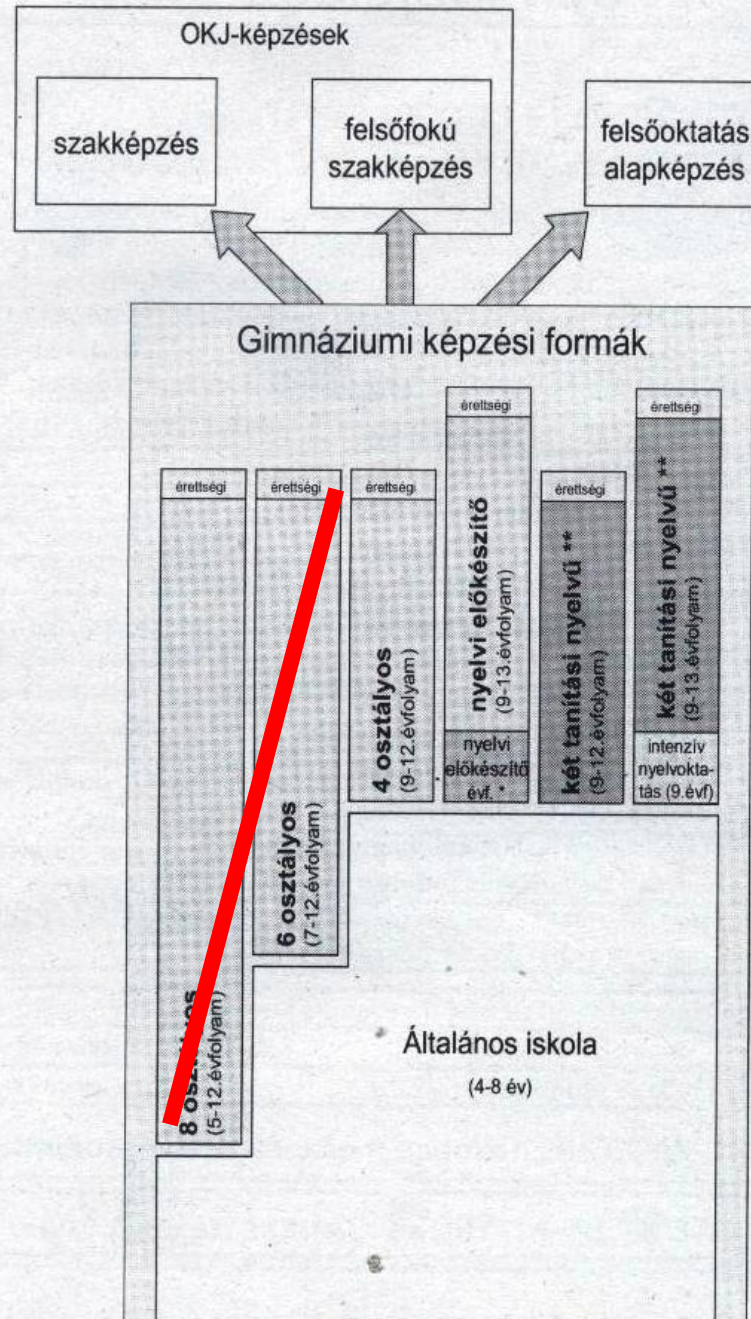 OKJ-képzések
szakképzés
felsőfokú
szakképzés
felsőoktatás
alapképzés
Gimnáziumi képzési formák
érettségi
8 osztályos
(5-12.évfolyam)
érettségi
6 osztályos
(7-12.évfolyam)
érettségi
4 osztályos
(9-12.évfolyam)
érettségi
nyelvi előkészítő
(9-13.évfolyam)
nyelvi
előkészítő
évf. *
érettségi
két tanítási nyelvű **
(9-12.évfolyam)
érettségi
két tanítási nyelvű **
(9-13.évfolyam)
intenzív
nyelvokta-
tás (9.évf)
Általános iskola
(4-8 év)